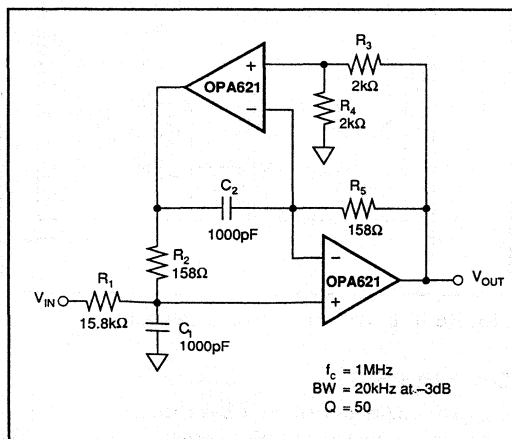 R3
2kΩ
+
OPA621
−
R4
2kΩ
C2
1000pF
R5
158Ω
R2
158Ω
−
OPA621
+
VOUT
VIN
R1
15.8kΩ
C1
1000pF
fc = 1MHz
BW = 20kHz at –3dB
Q = 50